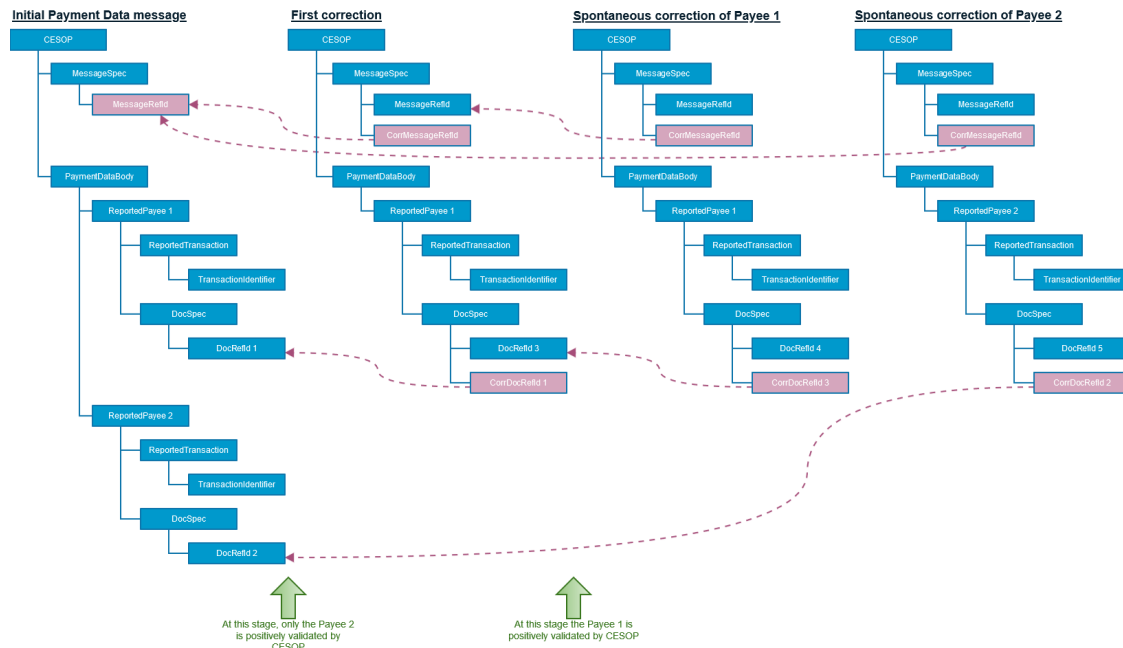 Initial Payment Data message
First correction
Spontaneous correction of Payee 1
Spontaneous correction of Payee 2
CESOP
CESOP
CESOP
CESOP
MessageSpec
MessageSpec
MessageSpec
MessageSpec
MessageRefId
MessageRefId
MessageRefId
MessageRefId
CorrMessageRefId
CorrMessageRefId
CorrMessageRefId
PaymentDataBody
PaymentDataBody
PaymentDataBody
PaymentDataBody
ReportedPayee 1
ReportedPayee 1
ReportedPayee 1
ReportedPayee 2
ReportedTransaction
ReportedTransaction
ReportedTransaction
ReportedTransaction
TransactionIdentifier
TransactionIdentifier
TransactionIdentifier
TransactionIdentifier
DocSpec
DocSpec
DocSpec
DocSpec
DocRefId 1
DocRefId 3
DocRefId 4
DocRefId 5
CorrDocRefId 1
CorrDocRefId 3
CorrDocRefId 2
ReportedPayee 2
ReportedTransaction
TransactionIdentifier
DocSpec
DocRefId 2
At this stage, only the Payee 2
is positively validated by
CESOP
At this stage the Payee 1 is
positively validated by CESOP